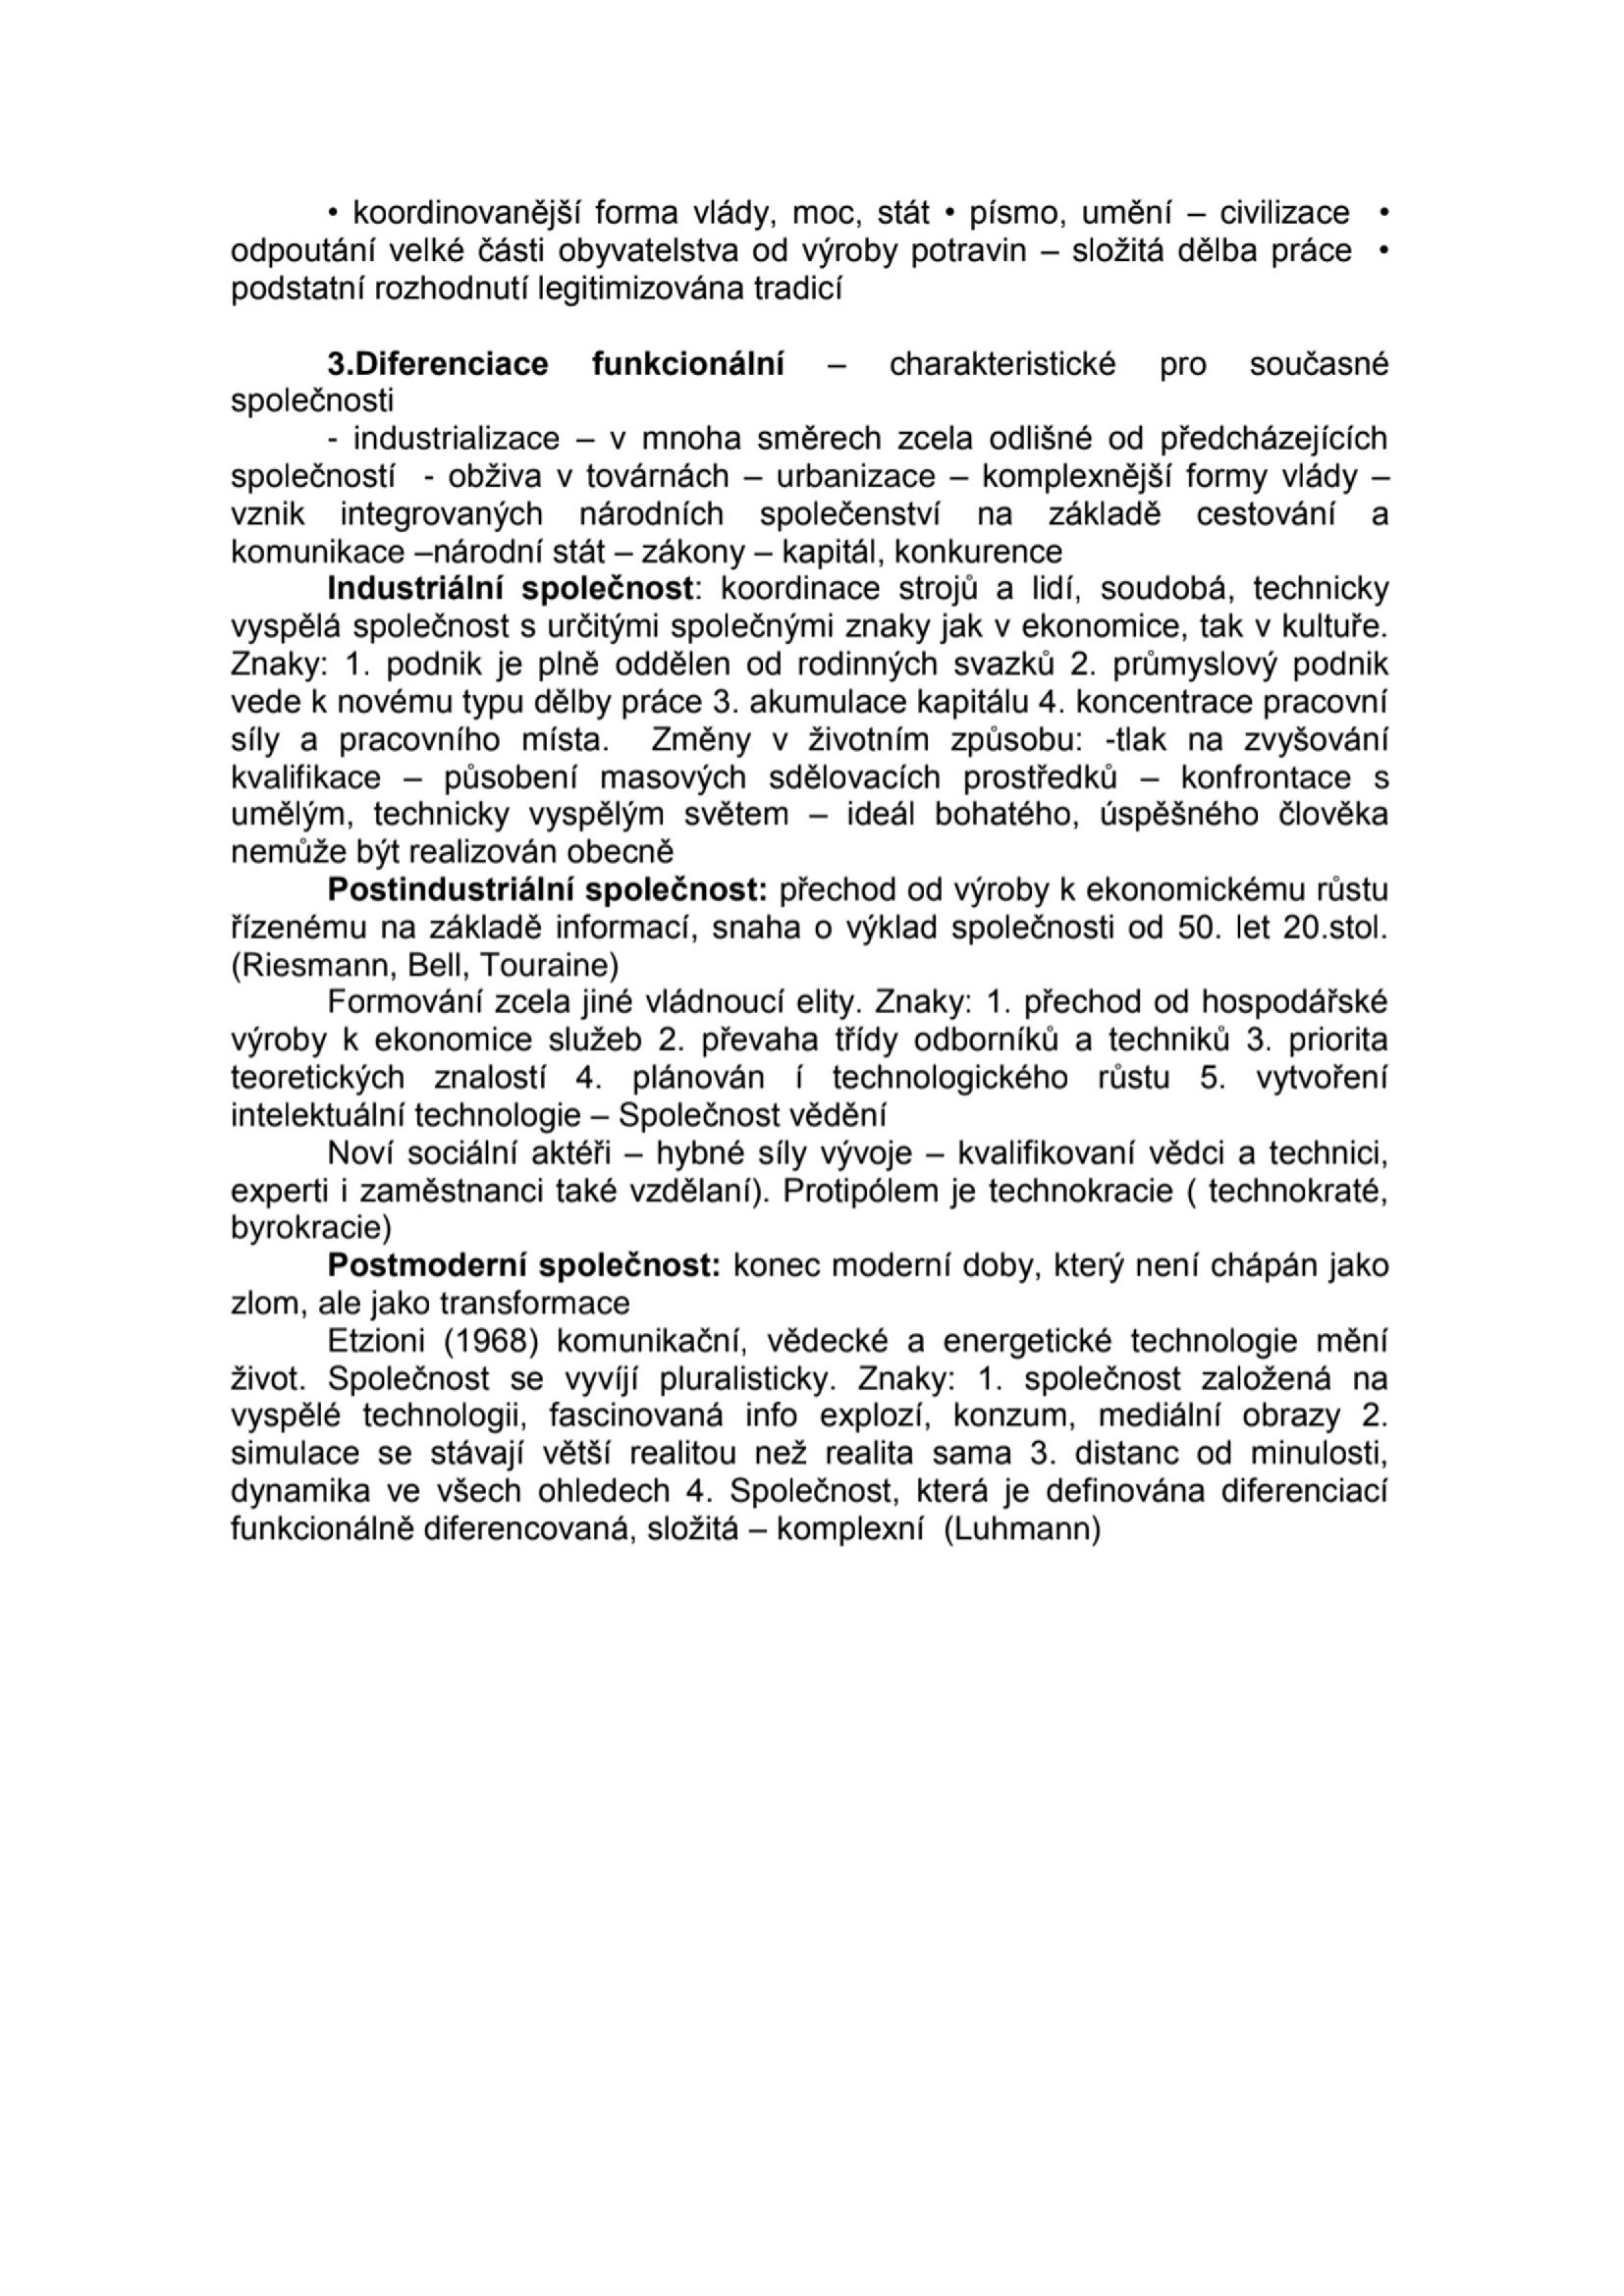 • koordinovanější forma vlády, moc, stát • písmo, umění – civilizace •
odpoutání velké části obyvatelstva od výroby potravin – složitá dělba práce •
podstatní rozhodnutí legitimizována tradicí
3.Diferenciace funkcionální – charakteristické pro současné
společnosti
- industrializace – v mnoha směrech zcela odlišné od předcházejících
společností - obživa v továrnách – urbanizace – komplexnější formy vlády –
vznik integrovaných národních společenství na základě cestování a
komunikace –národní stát – zákony – kapitál, konkurence
Industriální společnost: koordinace strojů a lidí, soudobá, technicky
vyspělá společnost s určitými společnými znaky jak v ekonomice, tak v kultuře.
Znaky: 1. podnik je plně oddělen od rodinných svazků 2. průmyslový podnik
vede k novému typu dělby práce 3. akumulace kapitálu 4. koncentrace pracovní
síly a pracovního místa. Změny v životním způsobu: -tlak na zvyšování
kvalifikace – působení masových sdělovacích prostředků – konfrontace s
umělým, technicky vyspělým světem – ideál bohatého, úspěšného člověka
nemůže být realizován obecně
Postindustriální společnost: přechod od výroby k ekonomickému růstu
řízenému na základě informací, snaha o výklad společnosti od 50. let 20.stol.
(Riesmann, Bell, Touraine)
Formování zcela jiné vládnoucí elity. Znaky: 1. přechod od hospodářské
výroby k ekonomice služeb 2. převaha třídy odborníků a techniků 3. priorita
teoretických znalostí 4. plánován í technologického růstu 5. vytvoření
intelektuální technologie – Společnost vědění
Noví sociální aktéři – hybné síly vývoje – kvalifikovaní vědci a technici,
experti i zaměstnanci také vzdělaní). Protipólem je technokracie ( technokraté,
byrokracie)
Postmoderní společnost: konec moderní doby, který není chápán jako
zlom, ale jako transformace
Etzioni (1968) komunikační, vědecké a energetické technologie mění
život. Společnost se vyvíjí pluralisticky. Znaky: 1. společnost založená na
vyspělé technologii, fascinovaná info explozí, konzum, mediální obrazy 2.
simulace se stávají větší realitou než realita sama 3. distanc od minulosti,
dynamika ve všech ohledech 4. Společnost, která je definována diferenciací
funkcionálně diferencovaná, složitá – komplexní (Luhmann)